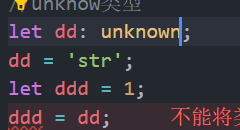 //unknow类型
let dd: unknown;
dd = 'str';
let ddd = 1;
ddd = dd;    不能将